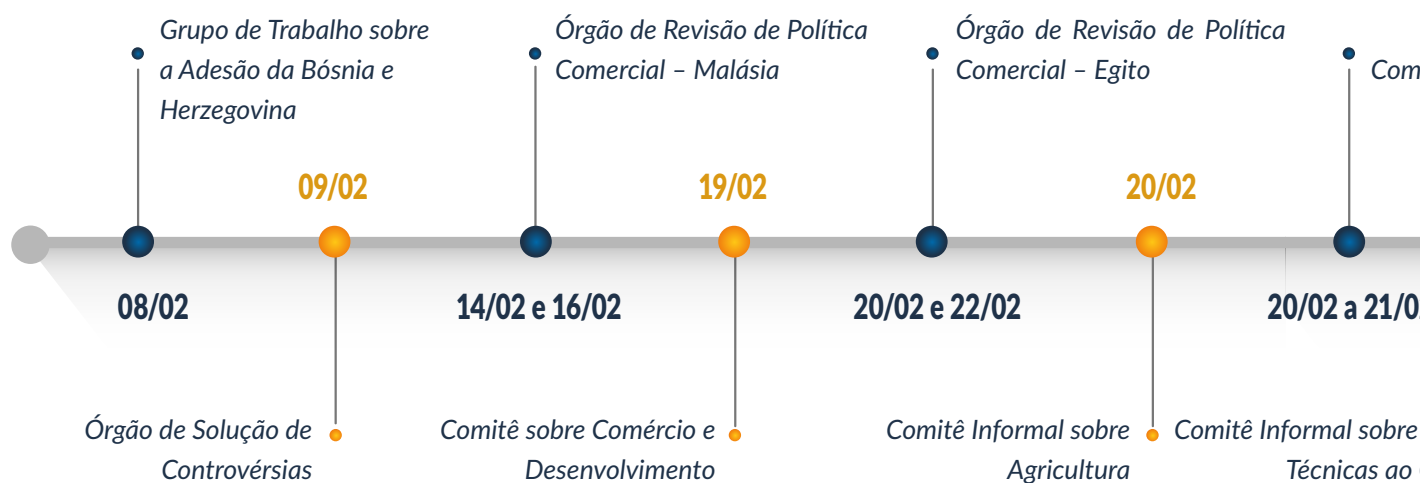 Grupo de Trabalho sobre
a Adesão da Bósnia e
Herzegovina
Órgão de Revisão de Política
Comercial – Malásia
Órgão de Revisão de Política
Comercial – Egito
09/02
19/02
20/02
08/02
14/02 e 16/02
20/02 e 22/02
20/02 a
Órgão de Solução de
Controvérsias
Comitê sobre Comércio e
Desenvolvimento
Comitê Informal sobre
Agricultura
Comitê Informal sobre
Técnicas ao